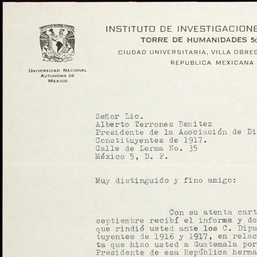 INSTITUTO DE INVESTIGACIONE
TORRE DE HUMANIDADES
CIUDAD UNIVERSITARIA, VILLA OBREG
REPUBLICA MEXICANA
UNIVERSIDAD NACIONAL
AUTONOMA DE
MEXICO
Señor Lic.
Alberto Terrones Benitez
Presidente de la Asociación de Di
Constituyentes de 1917.
Calle de Lerma No. 35
México 5, D. F.
Muy distinguido y fino amigo:
Con su atenta cart
septiembre recibí el informe y do
que rindió usted ante los C. Dipu
tuyentes de 1916 y 1917, en relac
ta que hizo usted a Guatemala por
Presidente de esa República herma